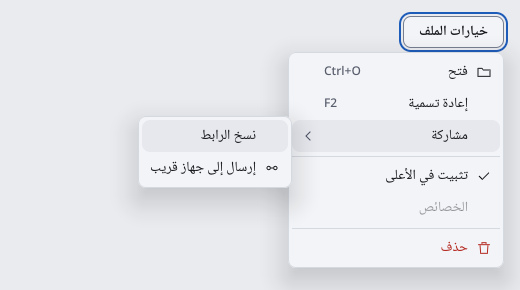 خيارات الملف
فتح Ctrl+O
إعادة تسمية F2
مشاركة
نسخ الرابط
إرسال إلى جهاز قريب
تثبيت في الأعلى
الخصائص
حذف